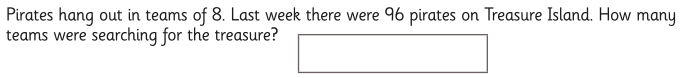 Pirates hang out in teams of 8. Last week there were 96 pirates on Treasure Island. How many
teams were searching for the treasure?